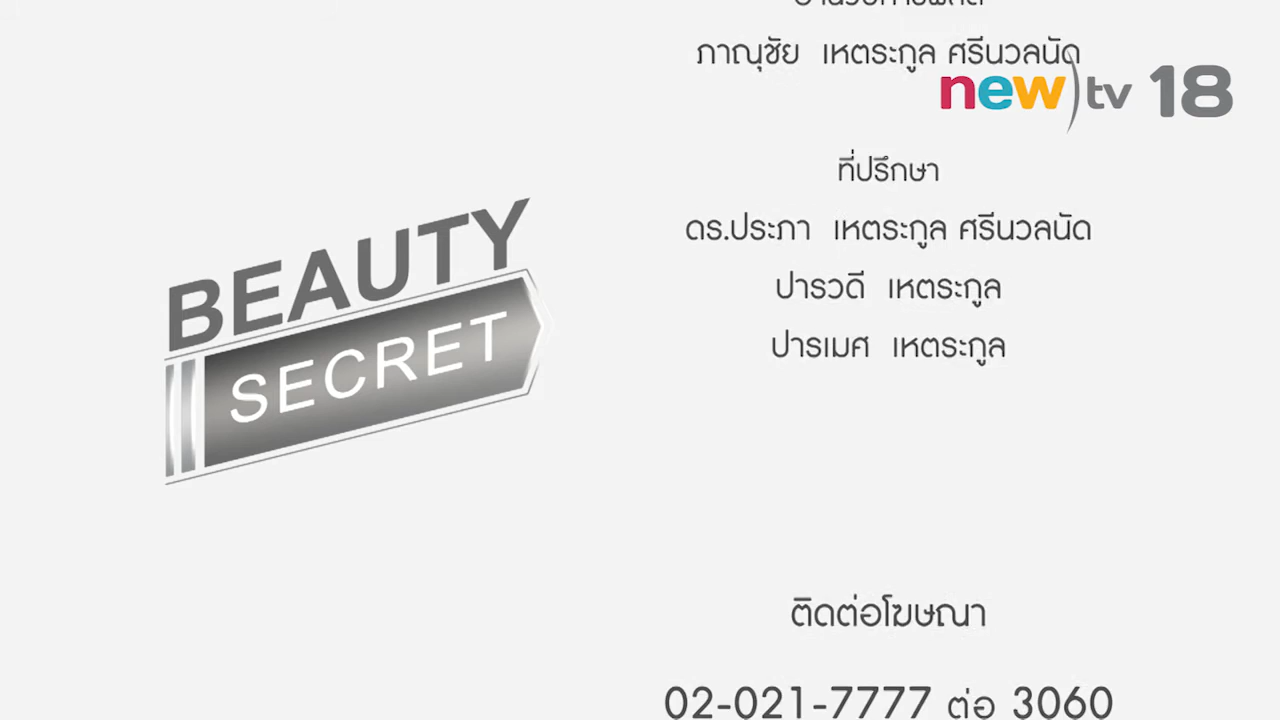 ภาณุชัย เหตระกูล ศรีนวลนัด
new tv 18
ที่ปรึกษา
ดร.ประภา เหตระกูล ศรีนวลนัด
ปารวดี เหตระกูล
ปารเมศ เหตระกูล
BEAUTY
SECRET
ติดต่อโฆษณา
02-021-7777 ต่อ 3060